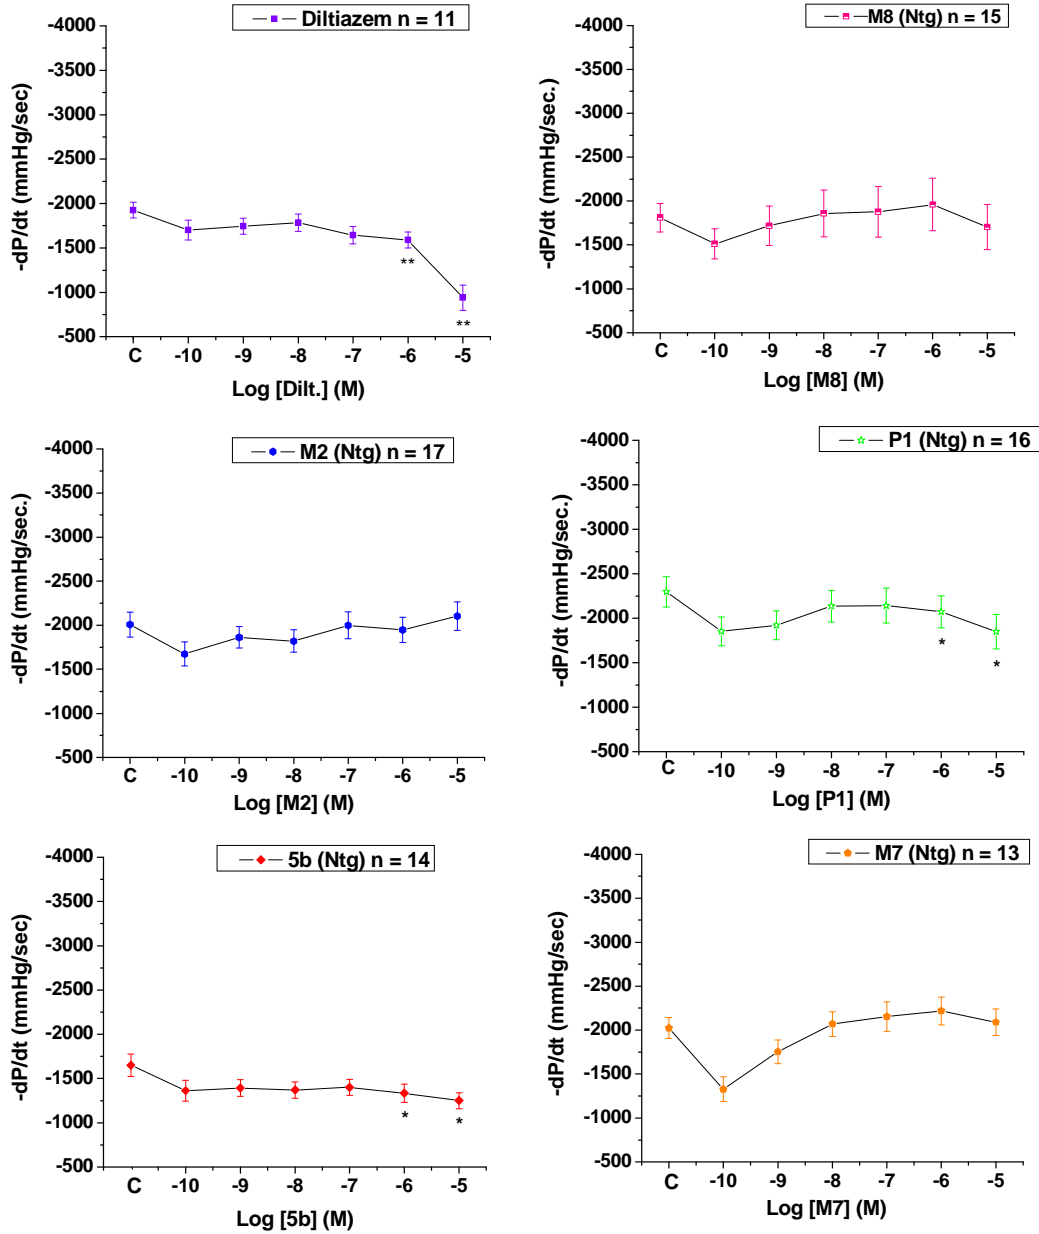 Diltiazem n = 11
-4000
-3500
-3000
-2500
-2000
-1500
-1000
-500
-dP/dt (mmHg/sec)
**
**
C -10 -9 -8 -7 -6 -5
Log [Dilt.] (M)
M8 (Ntg) n = 15
-4000
-3500
-3000
-2500
-2000
-1500
-1000
-500
-dP/dt (mmHg/sec.)
C -10 -9 -8 -7 -6 -5
Log [M8] (M)
M2 (Ntg) n = 17
-4000
-3500
-3000
-2500
-2000
-1500
-1000
-500
-dP/dt (mmHg/sec.)
C -10 -9 -8 -7 -6 -5
Log [M2] (M)
P1 (Ntg) n = 16
-4000
-3500
-3000
-2500
-2000
-1500
-1000
-500
-dP/dt (mmHg/sec.)
*
*
C -10 -9 -8 -7 -6 -5
Log [P1] (M)
5b (Ntg) n = 14
-4000
-3500
-3000
-2500
-2000
-1500
-1000
-500
-dP/dt (mmHg/sec)
*
*
C -10 -9 -8 -7 -6 -5
Log [5b] (M)
M7 (Ntg) n = 13
-4000
-3500
-3000
-2500
-2000
-1500
-1000
-500
-dP/dt (mmHg/sec)
C -10 -9 -8 -7 -6 -5
Log [M7] (M)